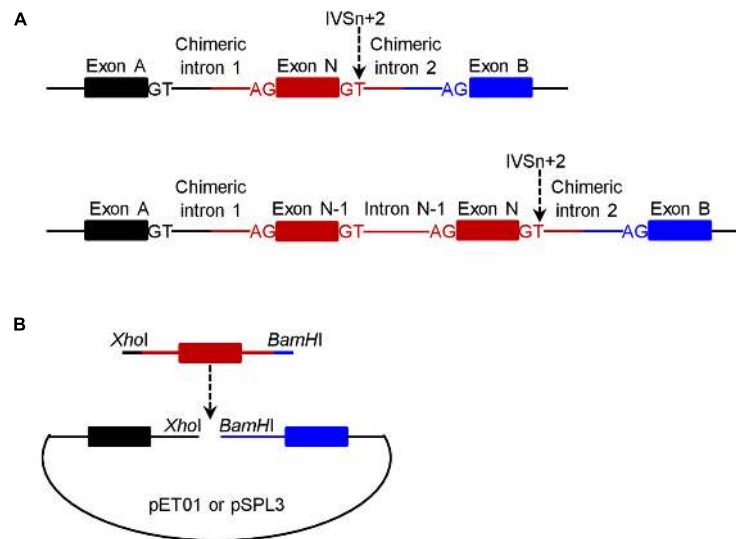 A
IVSn+2
Chimeric Chimeric
Exon A intron 1 Exon N intron 2 Exon B
GT AG GT AG
IVSn+2
Chimeric Chimeric
Exon A intron 1 Exon N-1 Intron N-1 Exon N intron 2 Exon B
GT AG GT AG GT AG
B
XhoI BamHI
XhoI BamHI
pET01 or pSPL3